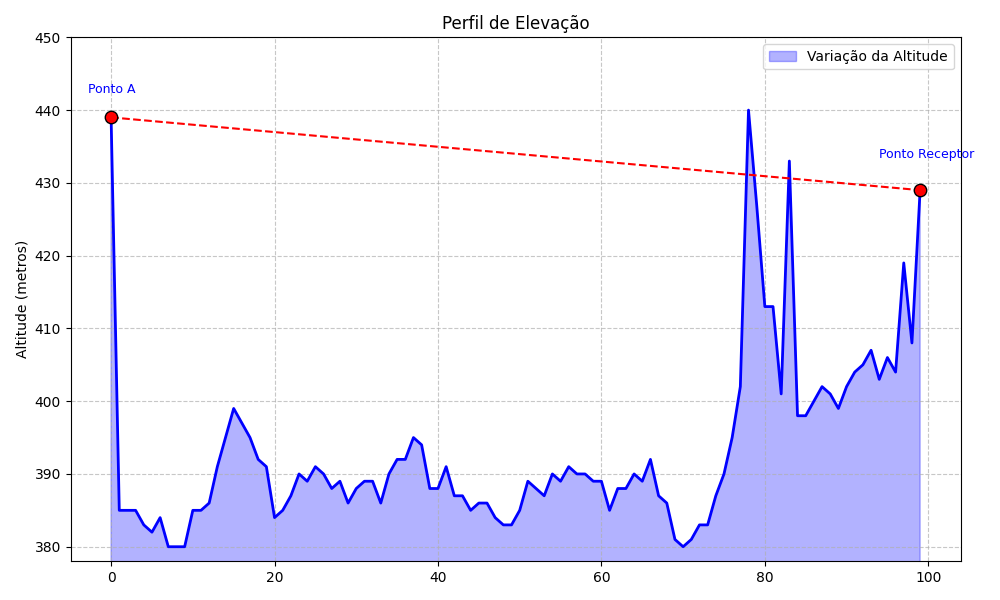 Perfil de Elevação
Variação da Altitude
Ponto A
Ponto Receptor
Altitude (metros)
450
440
430
420
410
400
390
380
0 20 40 60 80 100